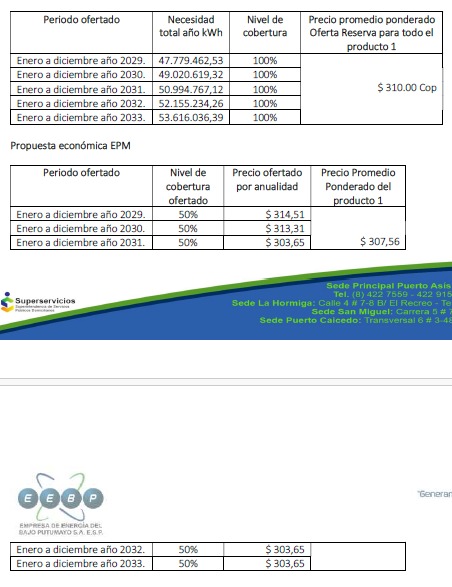 Periodo ofertado Necesidad total año kWh Nivel de cobertura Precio promedio ponderado Oferta Reserva para todo el producto 1
Enero a diciembre año 2029. 47.779.462,53 100%
Enero a diciembre año 2030. 49.020.619,32 100%
Enero a diciembre año 2031. 50.994.767,12 100% $ 310.00 Cop
Enero a diciembre año 2032. 52.155.234,26 100%
Enero a diciembre año 2033. 53.616.036,39 100%
Propuesta económica EPM
Periodo ofertado Nivel de cobertura ofertado Precio ofertado por anualidad Precio Promedio Ponderado del producto 1
Enero a diciembre año 2029. 50% $ 314,51
Enero a diciembre año 2030. 50% $ 313,31
Enero a diciembre año 2031. 50% $ 303,65 $ 307,56
Superservicios
Superintendencia de Servicios
Públicos Domiciliarios
Sede Principal Puerto Asis
Tel. (8) 422 7559 - 422 915
Sede La Hormiga: Calle 4 # 7-8 B/ El Recreo - Te
Sede San Miguel: Carrera 5 # 7
Sede Puerto Caicedo: Transversal 6 # 3-48
"Generan
EEBP
EMPRESA DE ENERGÍA DEL
BAJO PUTUMAYO S.A. E.S.P.
Enero a diciembre año 2032. 50% $ 303,65
Enero a diciembre año 2033. 50% $ 303,65